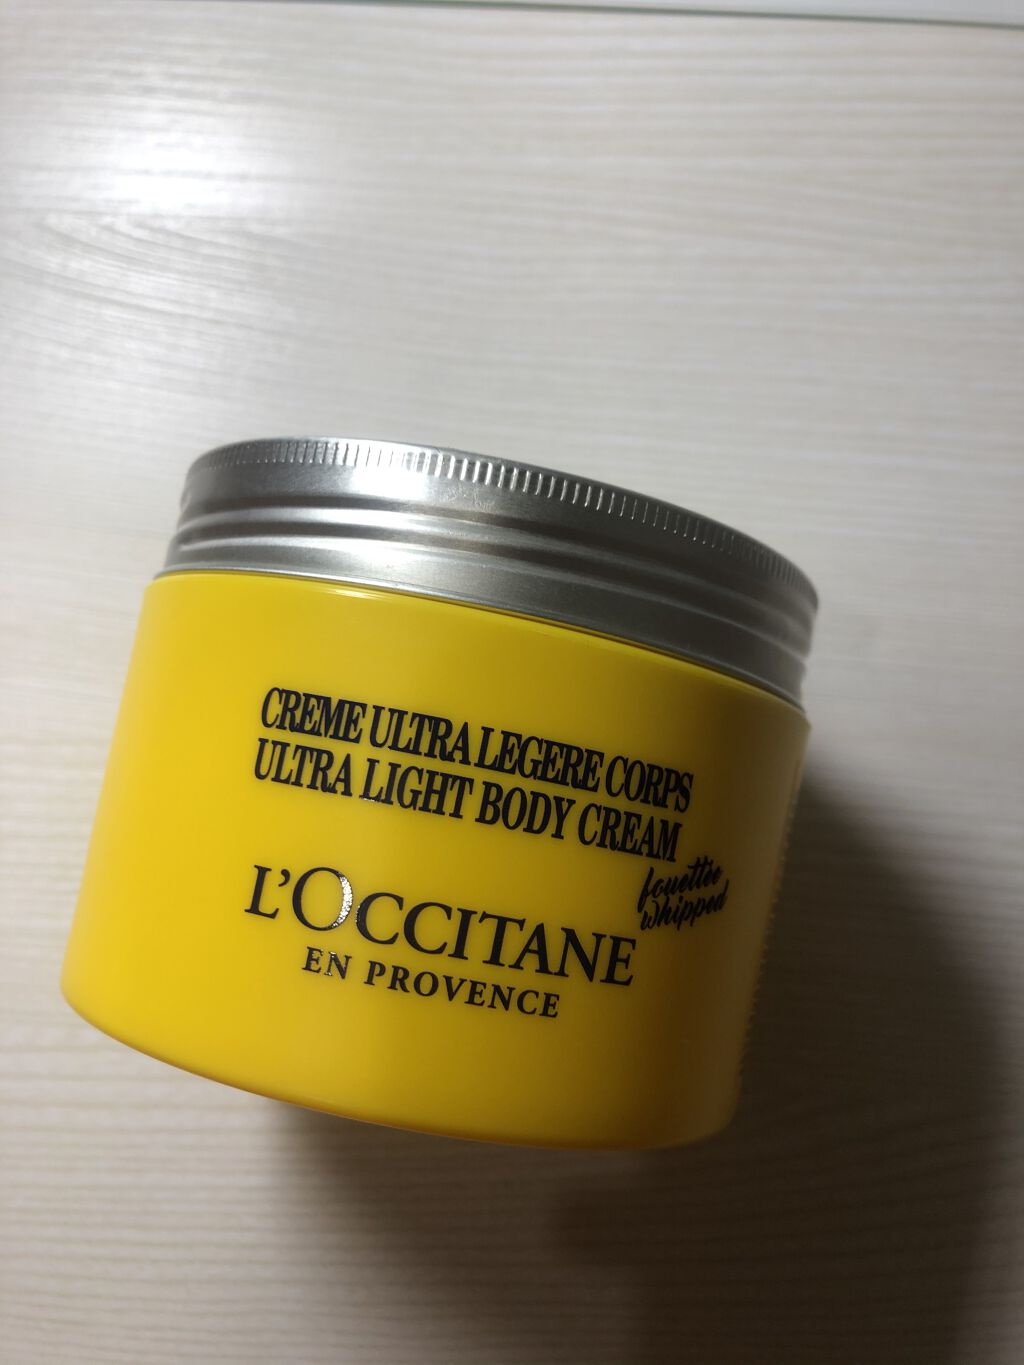 CREME ULTRA LEGERE CORPS
ULTRA LIGHT BODY CREAM
fouettée
whipped
L'OCCITANE
EN PROVENCE